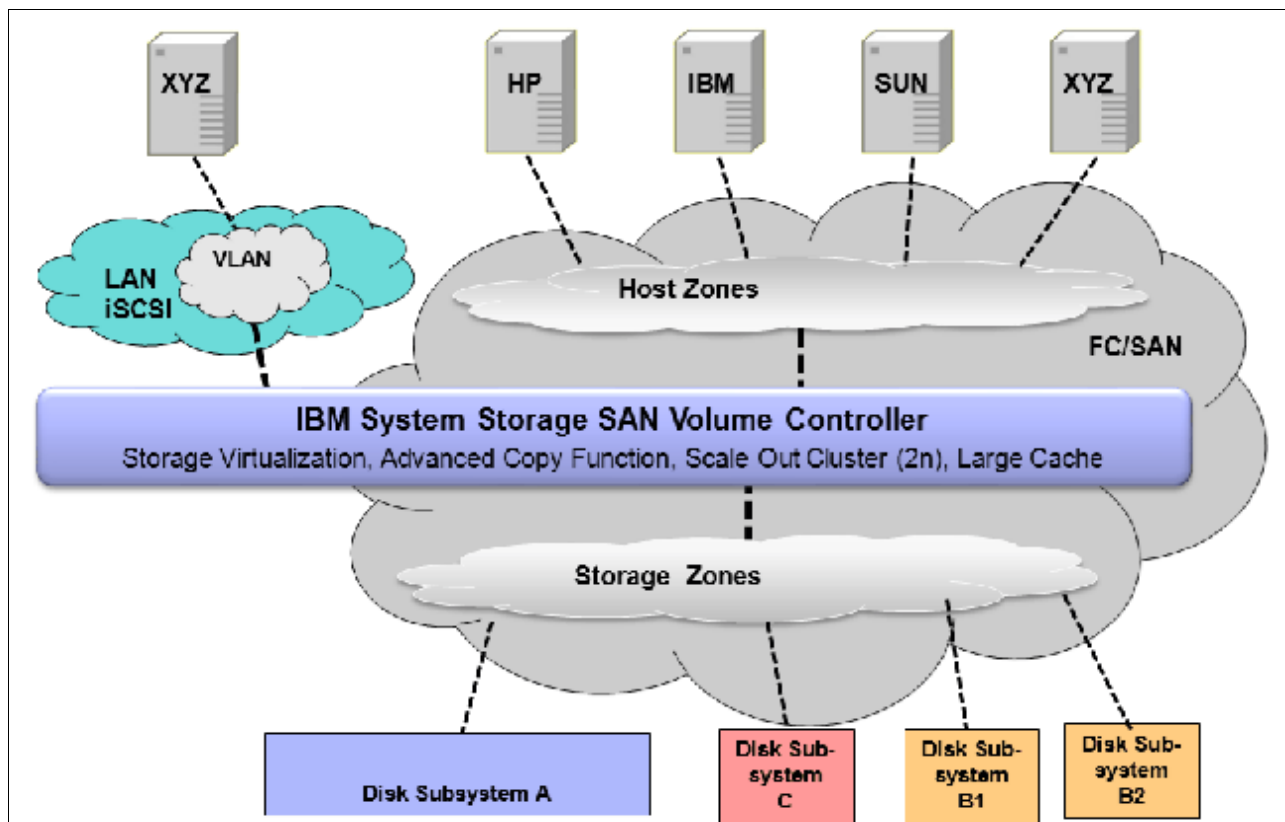 XYZ
HP
IBM
SUN
XYZ
VLAN
LAN
iSCSI
Host Zones
FC/SAN
IBM System Storage SAN Volume Controller
Storage Virtualization, Advanced Copy Function, Scale Out Cluster (2n), Large Cache
Storage Zones
Disk Subsystem A
Disk Sub-
system
C
Disk Sub-
system
B1
Disk Sub-
system
B2